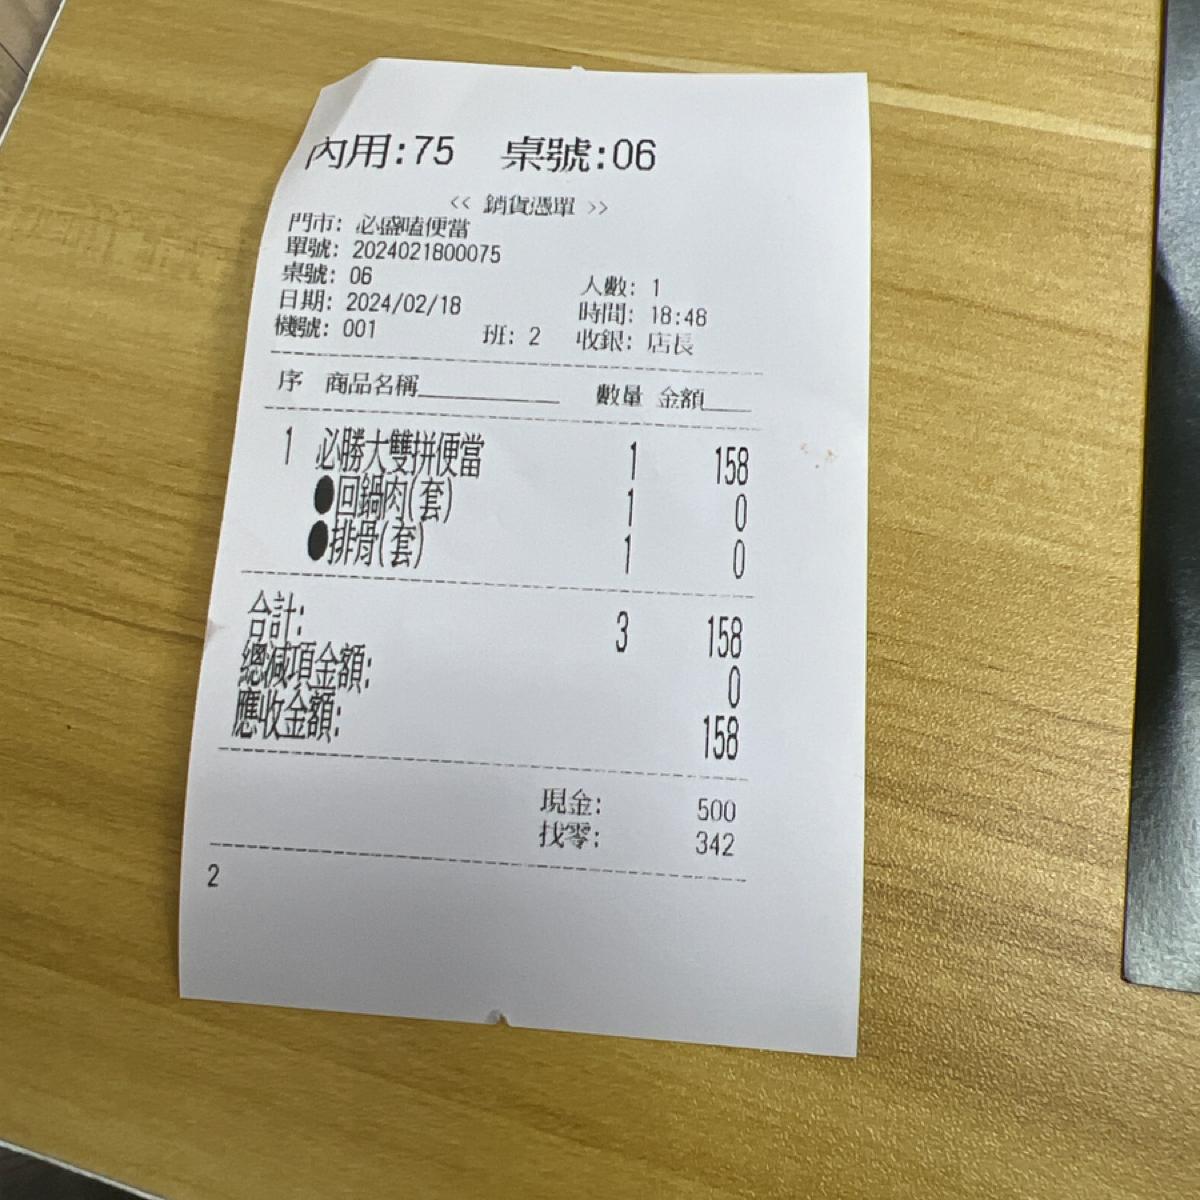 內用:75 桌號:06
<< 銷貨憑單 >>
門市: 必盛嗑便當
單號: 2024021800075
桌號: 06 人數: 1
日期: 2024/02/18 時間: 18:48
機號: 001 班: 2 收銀: 店長
序 商品名稱 數量 金額
1 必勝大雙拼便當 1 158
●回鍋肉(套) 1 0
●排骨(套) 1 0
合計: 3 158
總減項金額: 0
應收金額: 158
現金: 500
找零: 342
2